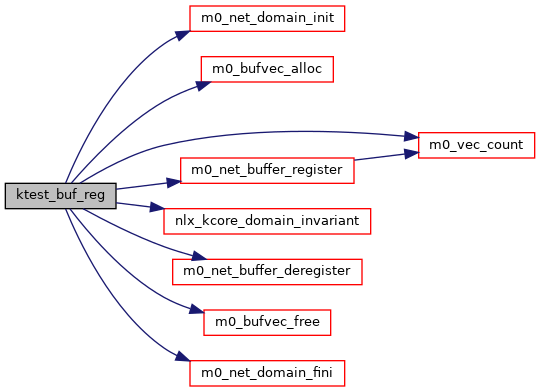 m0_net_domain_init
m0_bufvec_alloc
m0_vec_count
m0_net_buffer_register
ktest_buf_reg
nlx_kcore_domain_invariant
m0_net_buffer_deregister
m0_bufvec_free
m0_net_domain_fini